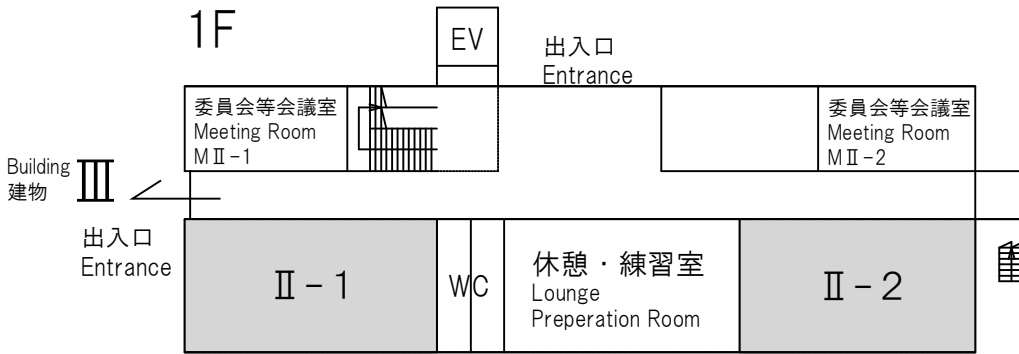 1F
EV
出入口
Entrance
委員会等会議室
Meeting Room
MⅡ-1
委員会等会議室
Meeting Room
MⅡ-2
Building
建物
Ⅲ
出入口
Entrance
Ⅱ-1
WC
休憩・練習室
Lounge
Preperation Room
Ⅱ-2